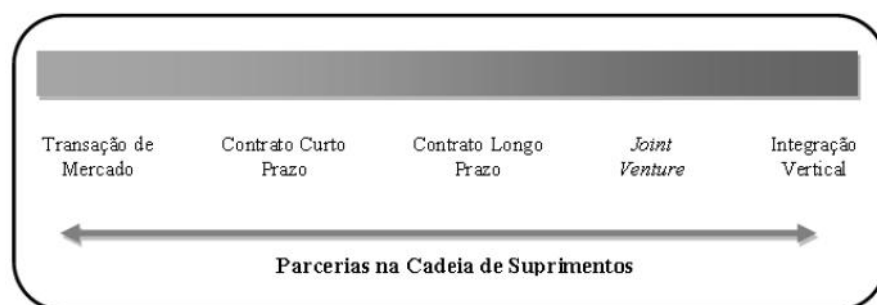 Transação de Mercado
Contrato Curto Prazo
Contrato Longo Prazo
Joint Venture
Integração Vertical
Parcerias na Cadeia de Suprimentos